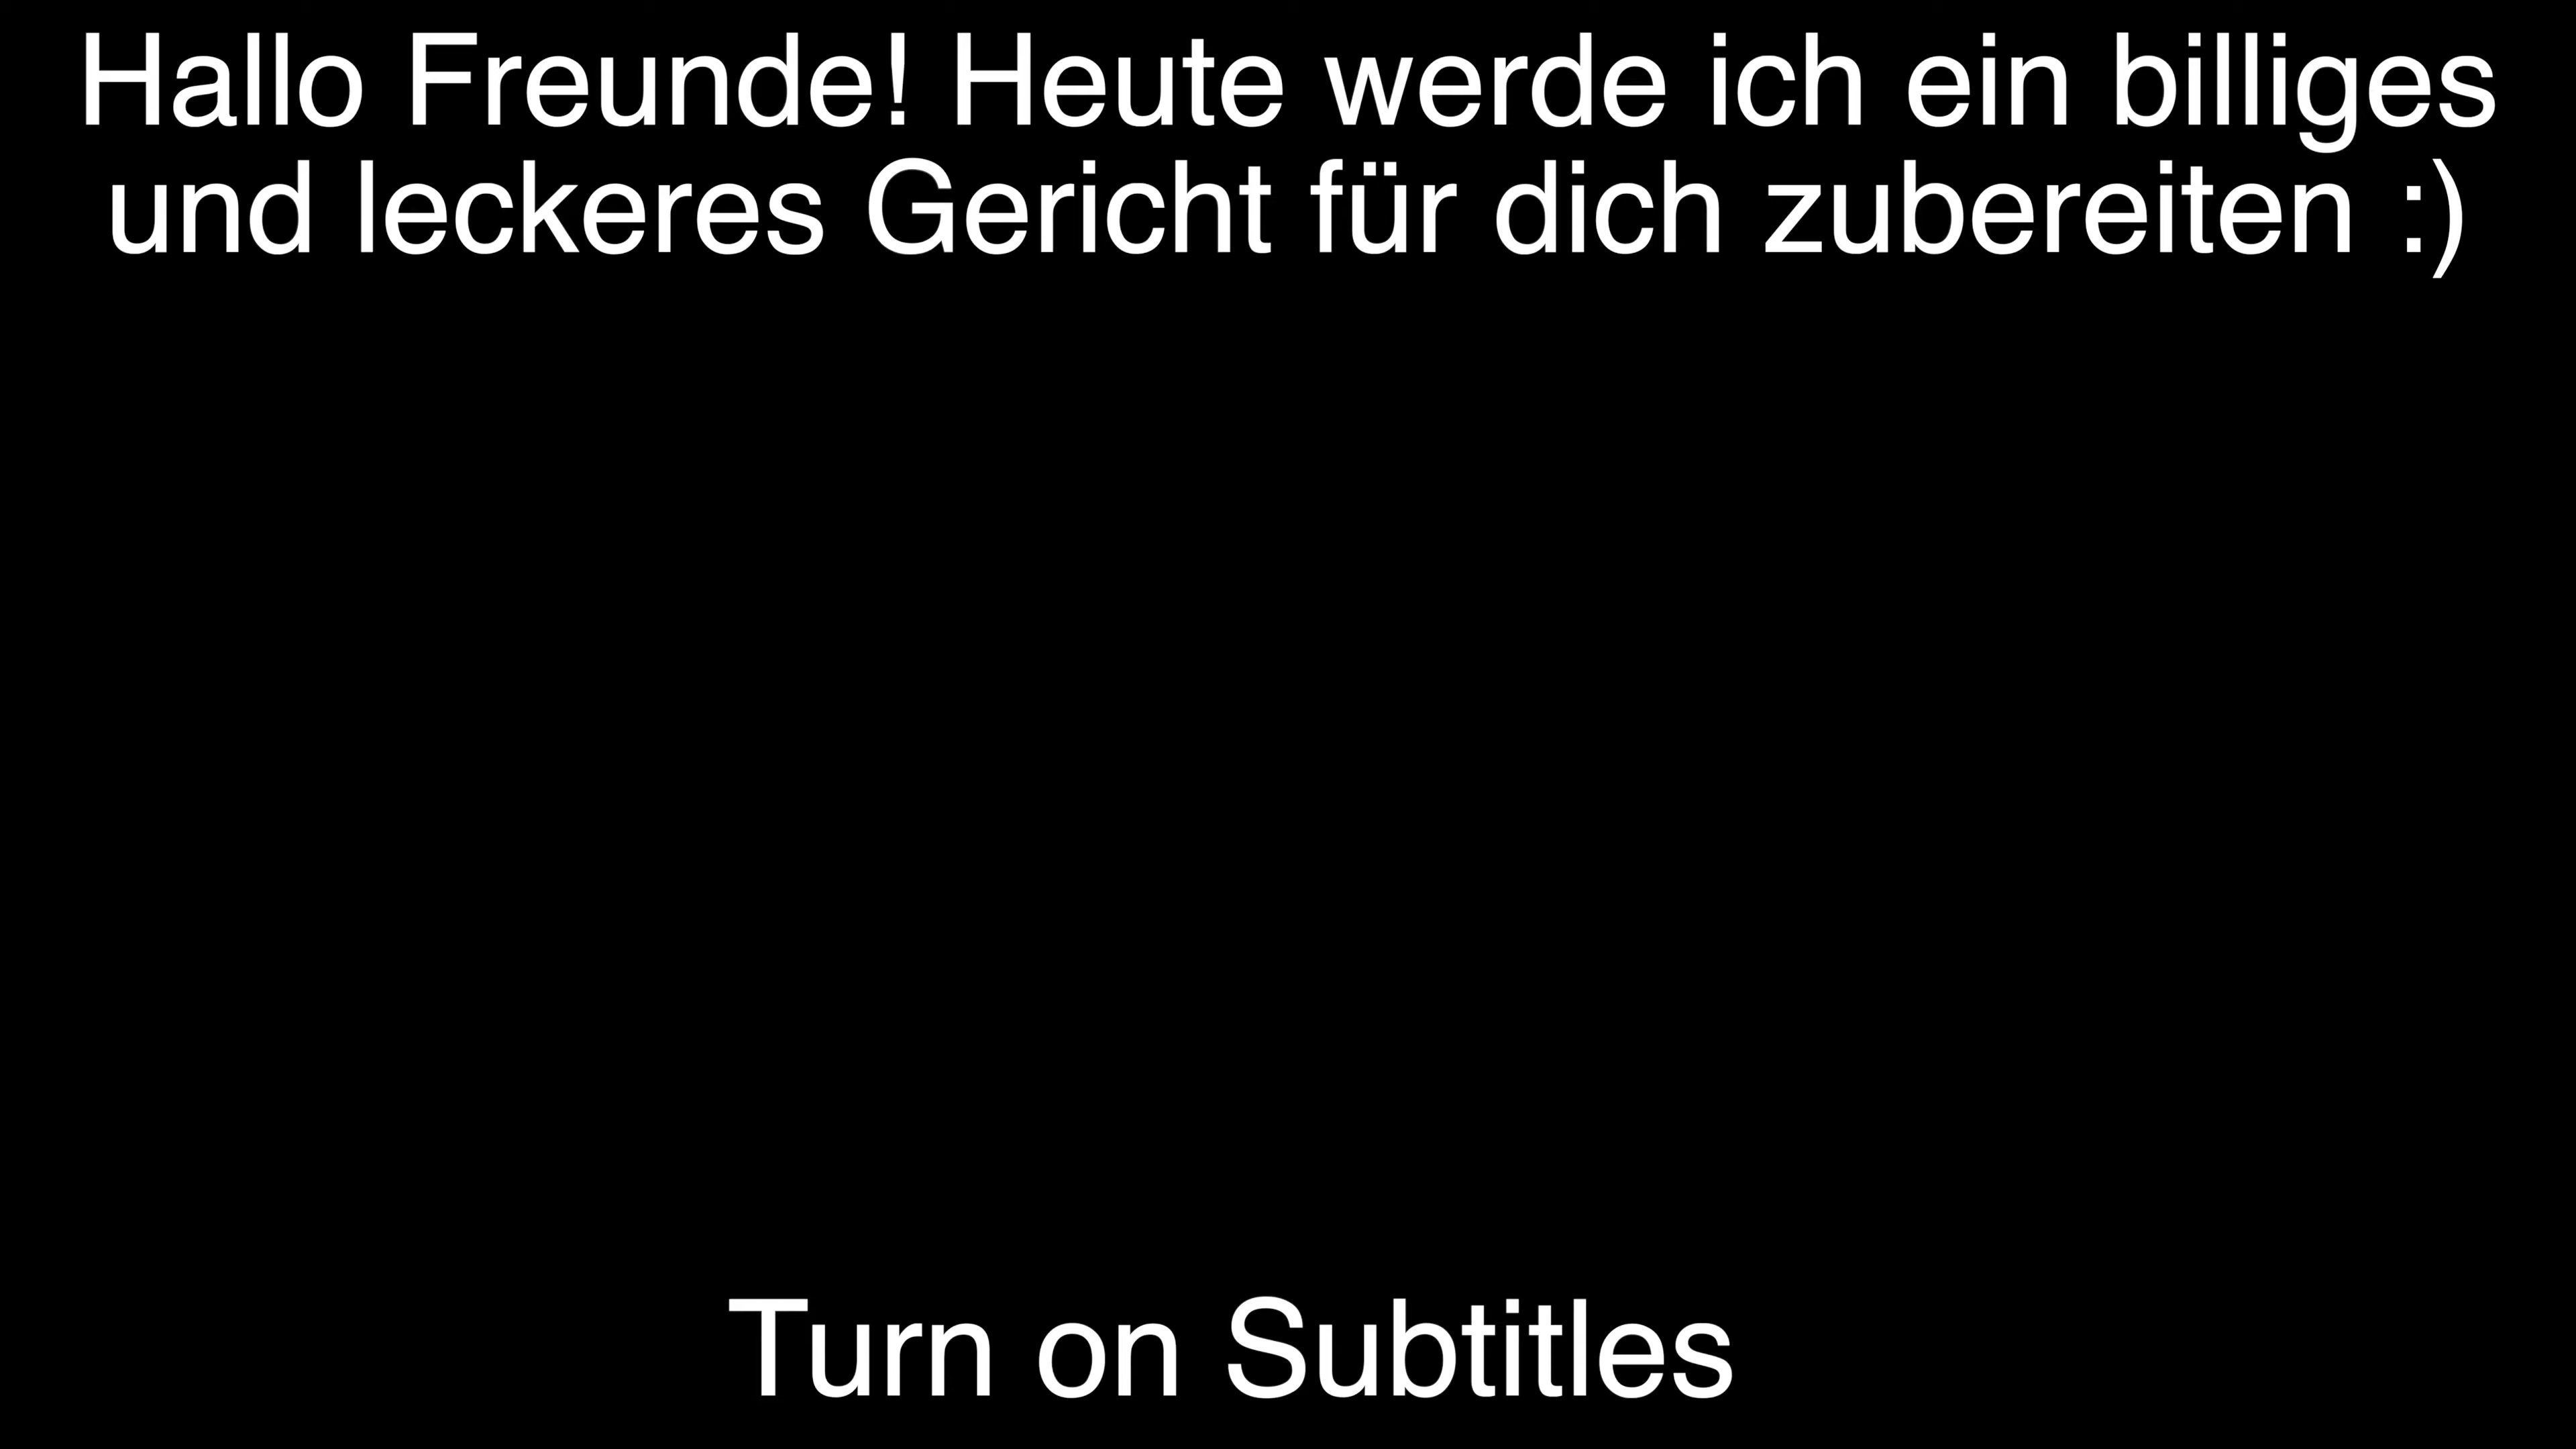 Hallo Freunde! Heute werde ich ein billiges
und leckeres Gericht für dich zubereiten :)
Turn on Subtitles